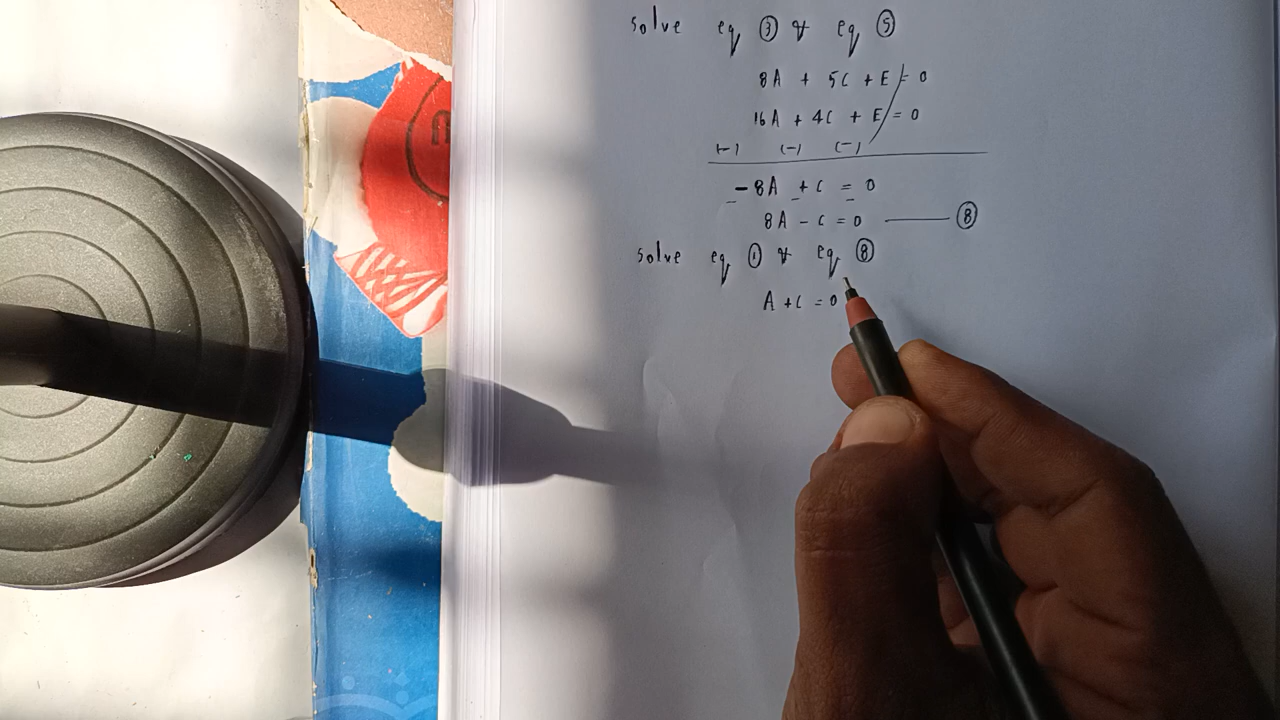 solve eq ③ & eq ⑤
8A + 5C + E = 0
16A + 4C + E = 0
(-) (-) (-)
-8A + C = 0
8A - C = 0 —— ⑧
solve eq ① & eq ⑧
A + C = 0